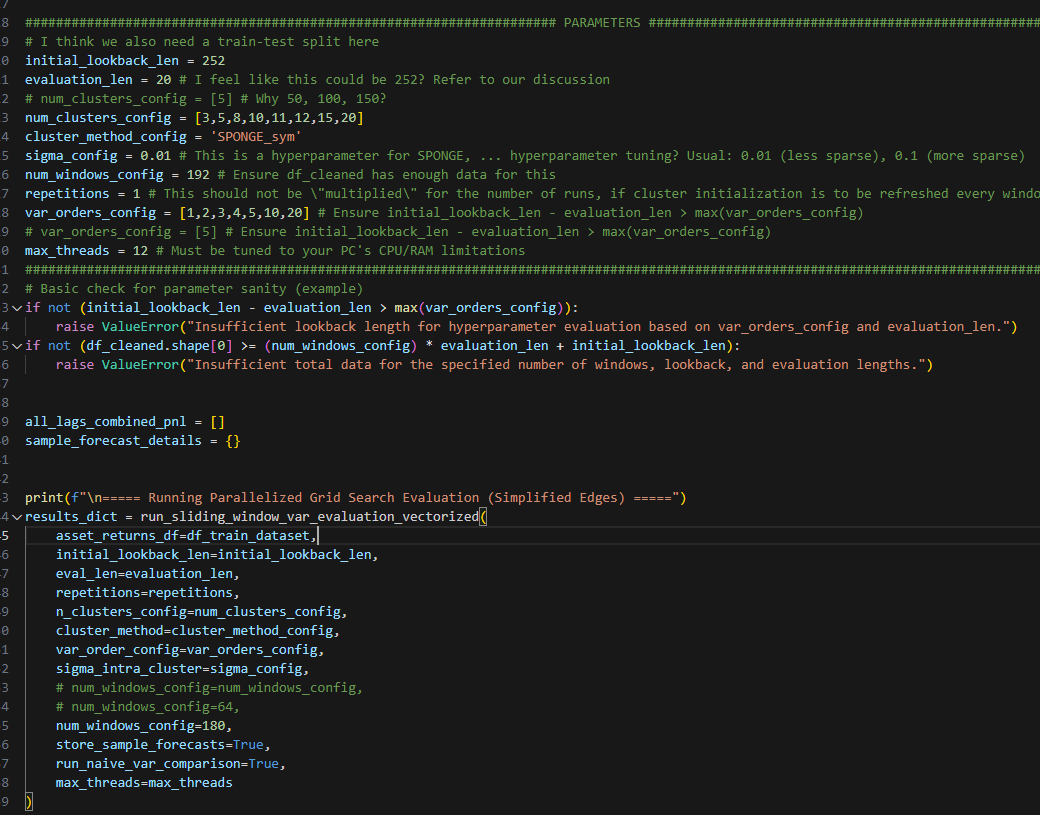 7
8 ##################################################################### PARAMETERS ###################################################
9 # I think we also need a train-test split here
0 initial_lookback_len = 252
1 evaluation_len = 20 # I feel like this could be 252? Refer to our discussion
2 # num_clusters_config = [5] # Why 50, 100, 150?
3 num_clusters_config = [3,5,8,10,11,12,15,20]
4 cluster_method_config = 'SPONGE_sym'
5 sigma_config = 0.01 # This is a hyperparameter for SPONGE, ... hyperparameter tuning? Usual: 0.01 (less sparse), 0.1 (more sparse)
6 num_windows_config = 192 # Ensure df_cleaned has enough data for this
7 repetitions = 1 # This should not be \"multiplied\" for the number of runs, if cluster initialization is to be refreshed every windo
8 var_orders_config = [1,2,3,4,5,10,20] # Ensure initial_lookback_len - evaluation_len > max(var_orders_config)
9 # var_orders_config = [5] # Ensure initial_lookback_len - evaluation_len > max(var_orders_config)
0 max_threads = 12 # Must be tuned to your PC's CPU/RAM limitations
1 ####################################################################################################################################
2 # Basic check for parameter sanity (example)
3 if not (initial_lookback_len - evaluation_len > max(var_orders_config)):
4 raise ValueError("Insufficient lookback length for hyperparameter evaluation based on var_orders_config and evaluation_len.")
5 if not (df_cleaned.shape[0] >= (num_windows_config) * evaluation_len + initial_lookback_len):
6 raise ValueError("Insufficient total data for the specified number of windows, lookback, and evaluation lengths.")
7
8
9 all_lags_combined_pnl = []
0 sample_forecast_details = {}
1
2
3 print(f"\n===== Running Parallelized Grid Search Evaluation (Simplified Edges) =====")
4 results_dict = run_sliding_window_var_evaluation_vectorized(
5 asset_returns_df=df_train_dataset,
6 initial_lookback_len=initial_lookback_len,
7 eval_len=evaluation_len,
8 repetitions=repetitions,
9 n_clusters_config=num_clusters_config,
0 cluster_method=cluster_method_config,
1 var_order_config=var_orders_config,
2 sigma_intra_cluster=sigma_config,
3 # num_windows_config=num_windows_config,
4 # num_windows_config=64,
5 num_windows_config=180,
6 store_sample_forecasts=True,
7 run_naive_var_comparison=True,
8 max_threads=max_threads
9 )